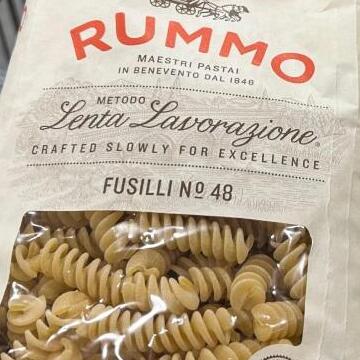 RUMMO
MAESTRI PASTAI
IN BENEVENTO DAL 1846
METODO
Lenta Lavorazione®
CRAFTED SLOWLY FOR EXCELLENCE
FUSILLI Nº 48